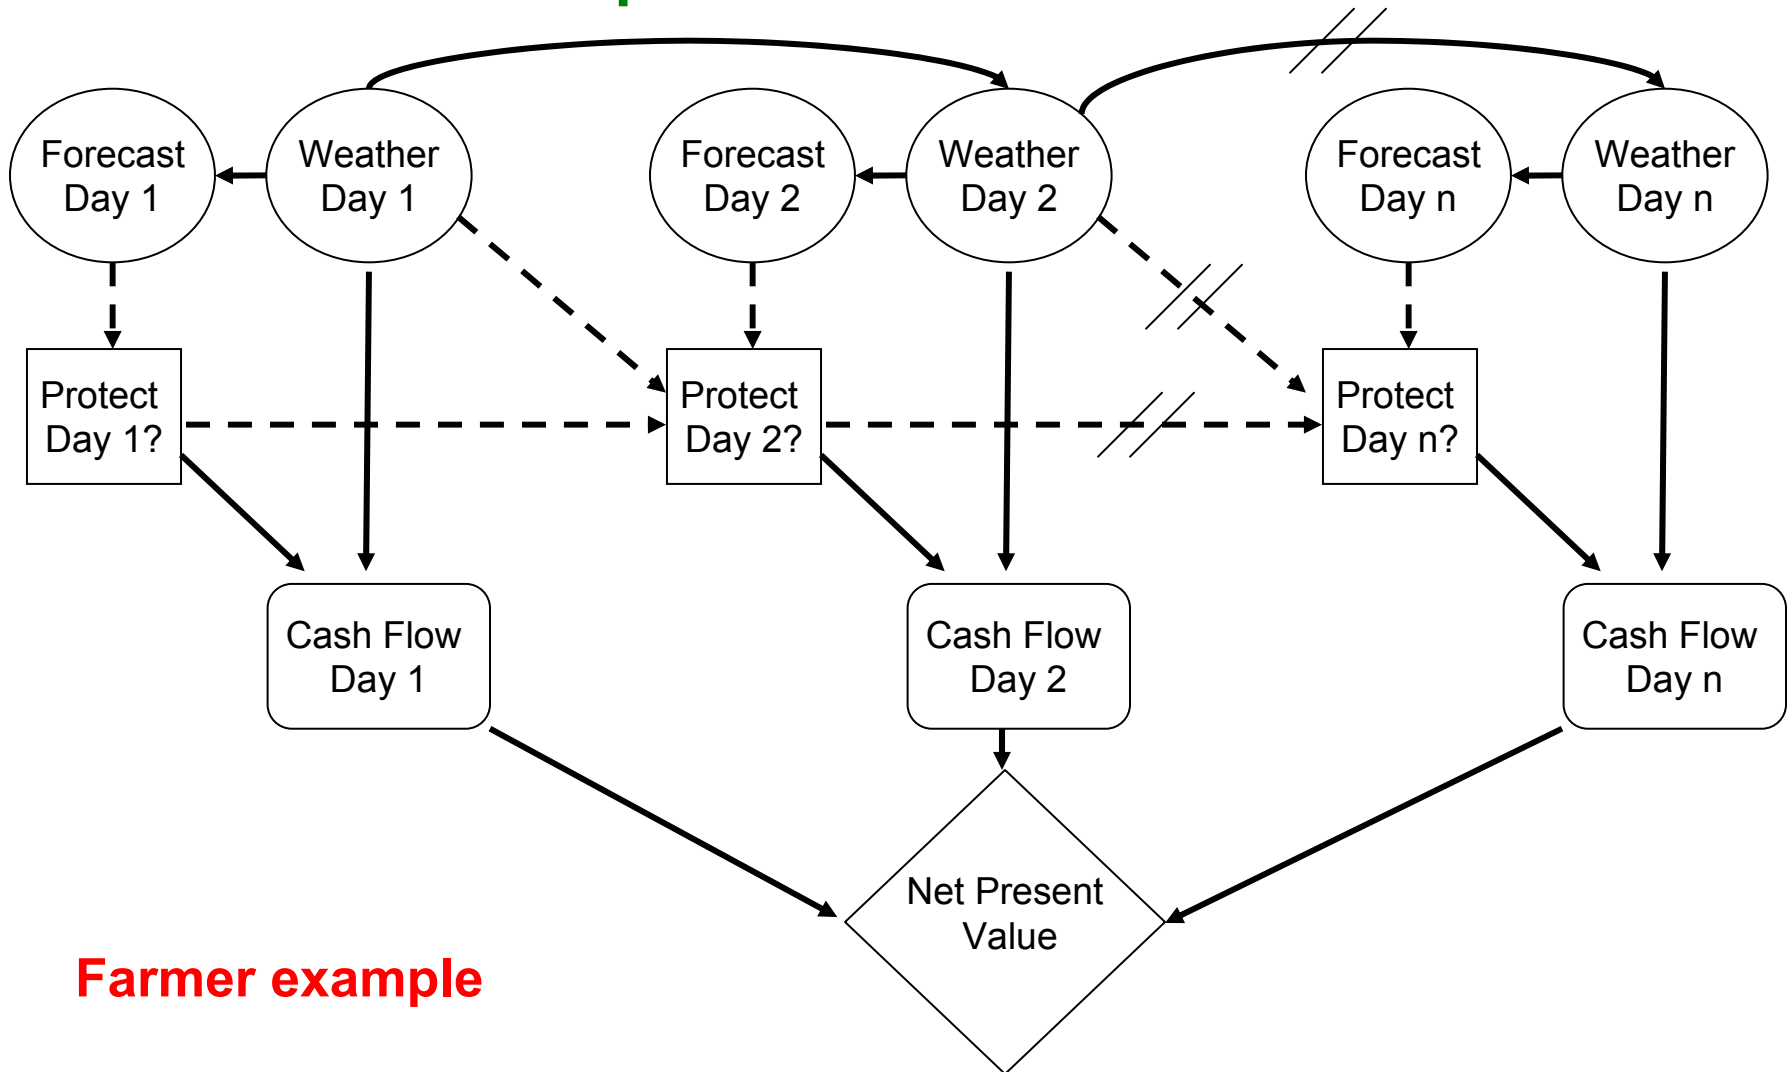 Forecast
Day 1
Weather
Day 1
Forecast
Day 2
Weather
Day 2
Forecast
Day n
Weather
Day n
Protect
Day 1?
Protect
Day 2?
Protect
Day n?
Cash Flow
Day 1
Cash Flow
Day 2
Cash Flow
Day n
Net Present
Value
Farmer example